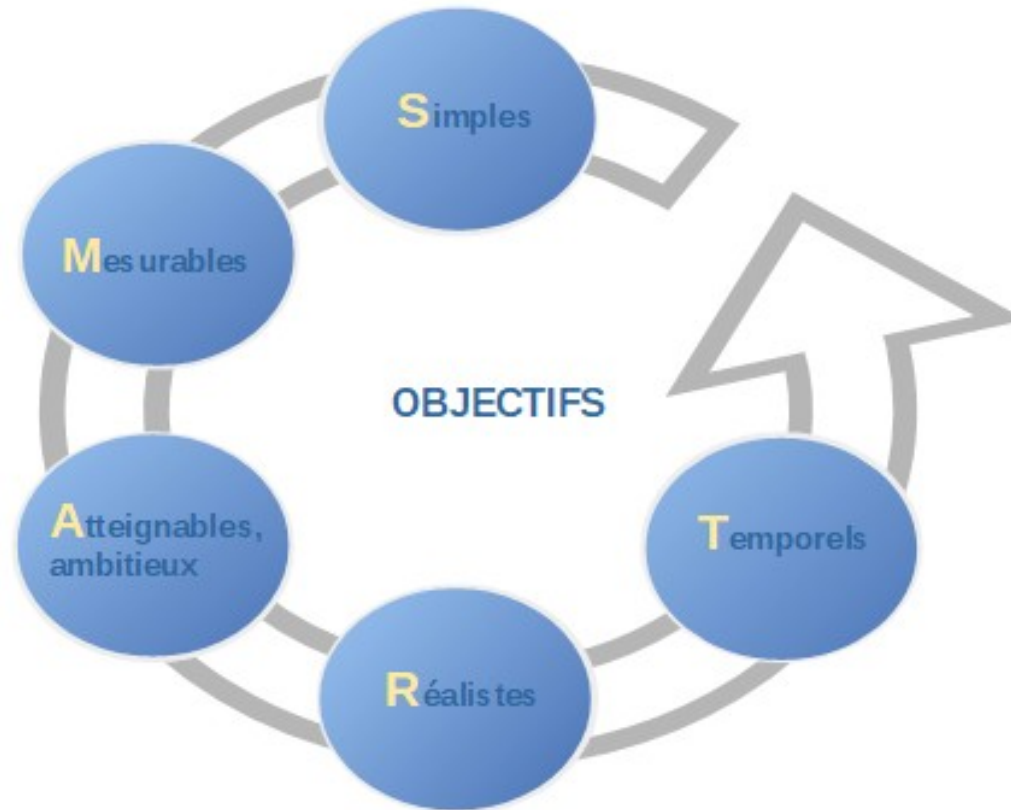 Simples
Mesurables
OBJECTIFS
Atteignables,
ambitieux
Réalistes
Temporels